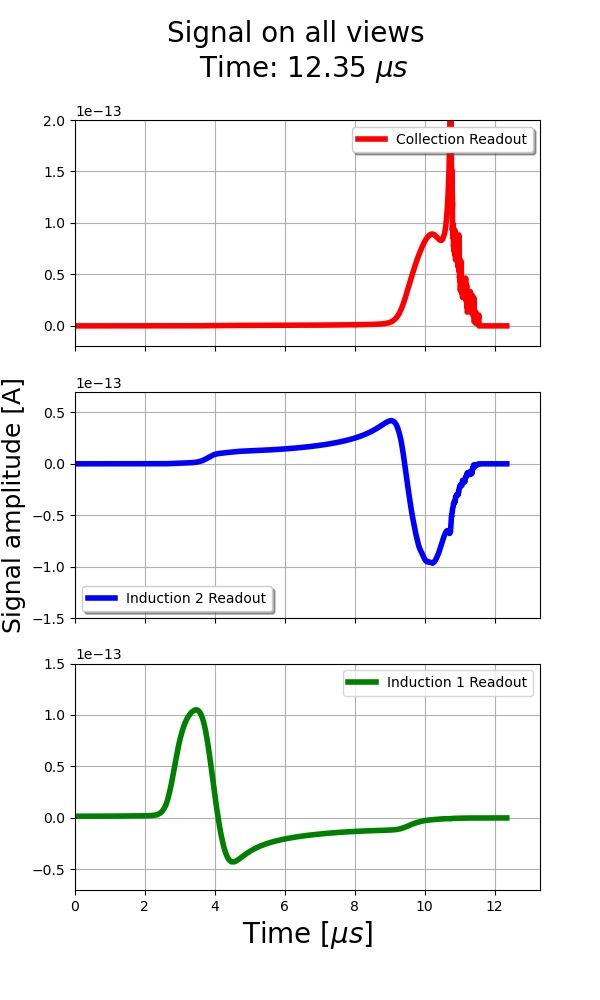 Signal on all views
Time: 12.35 μs
1e−13
2.0
1.5
1.0
0.5
0.0
Collection Readout
1e−13
0.5
0.0
−0.5
−1.0
−1.5
Induction 2 Readout
Signal amplitude [A]
1e−13
1.5
1.0
0.5
0.0
−0.5
Induction 1 Readout
0 2 4 6 8 10 12
Time [μs]